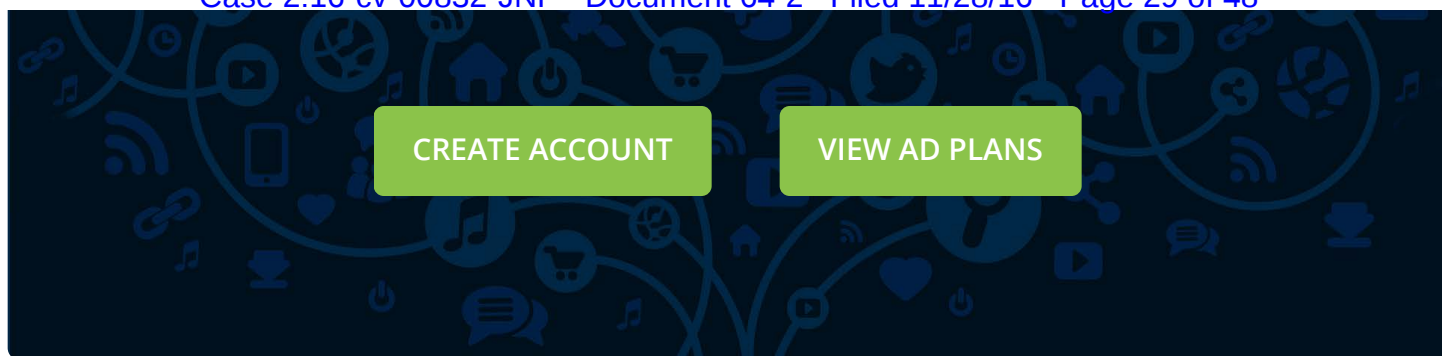 Case 2:16-cv-00832-JNP Document 64-2 Filed 11/28/16 Page 29 of 48
CREATE ACCOUNT
VIEW AD PLANS